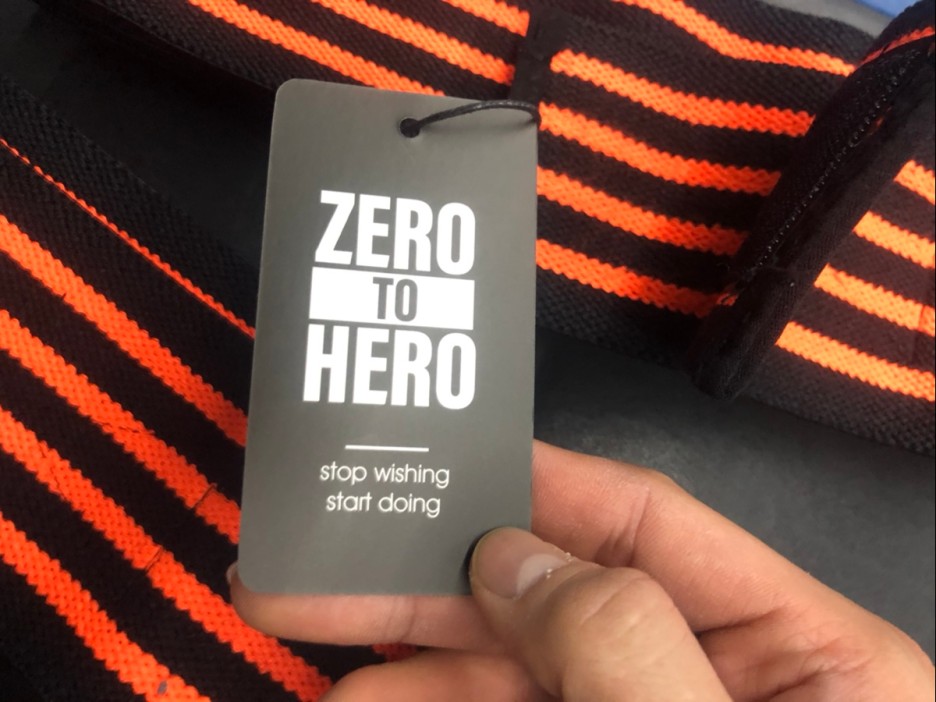 ZERO
TO
HERO
stop wishing
start doing